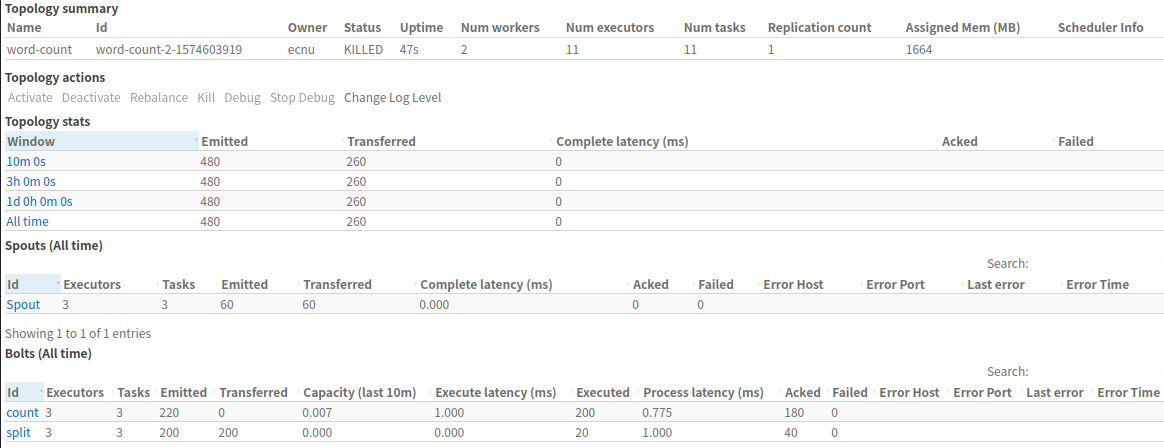 Topology summary
Name Id Owner Status Uptime Num workers Num executors Num tasks Replication count Assigned Mem (MB) Scheduler Info
word-count word-count-2-1574603919 ecnu KILLED 47s 2 11 11 1 1664
Topology actions
Activate Deactivate Rebalance Kill Debug Stop Debug Change Log Level
Topology stats
Window Emitted Transferred Complete latency (ms) Acked Failed
10m 0s 480 260 0
3h 0m 0s 480 260 0
1d 0h 0m 0s 480 260 0
All time 480 260 0
Spouts (All time)
Search:
Id Executors Tasks Emitted Transferred Complete latency (ms) Acked Failed Error Host Error Port Last error Error Time
Spout 3 3 60 60 0.000 0 0
Showing 1 to 1 of 1 entries
Bolts (All time)
Search:
Id Executors Tasks Emitted Transferred Capacity (last 10m) Execute latency (ms) Executed Process latency (ms) Acked Failed Error Host Error Port Last error Error Time
count 3 3 220 0 0.007 1.000 200 0.775 180 0
split 3 3 200 200 0.000 0.000 20 1.000 40 0